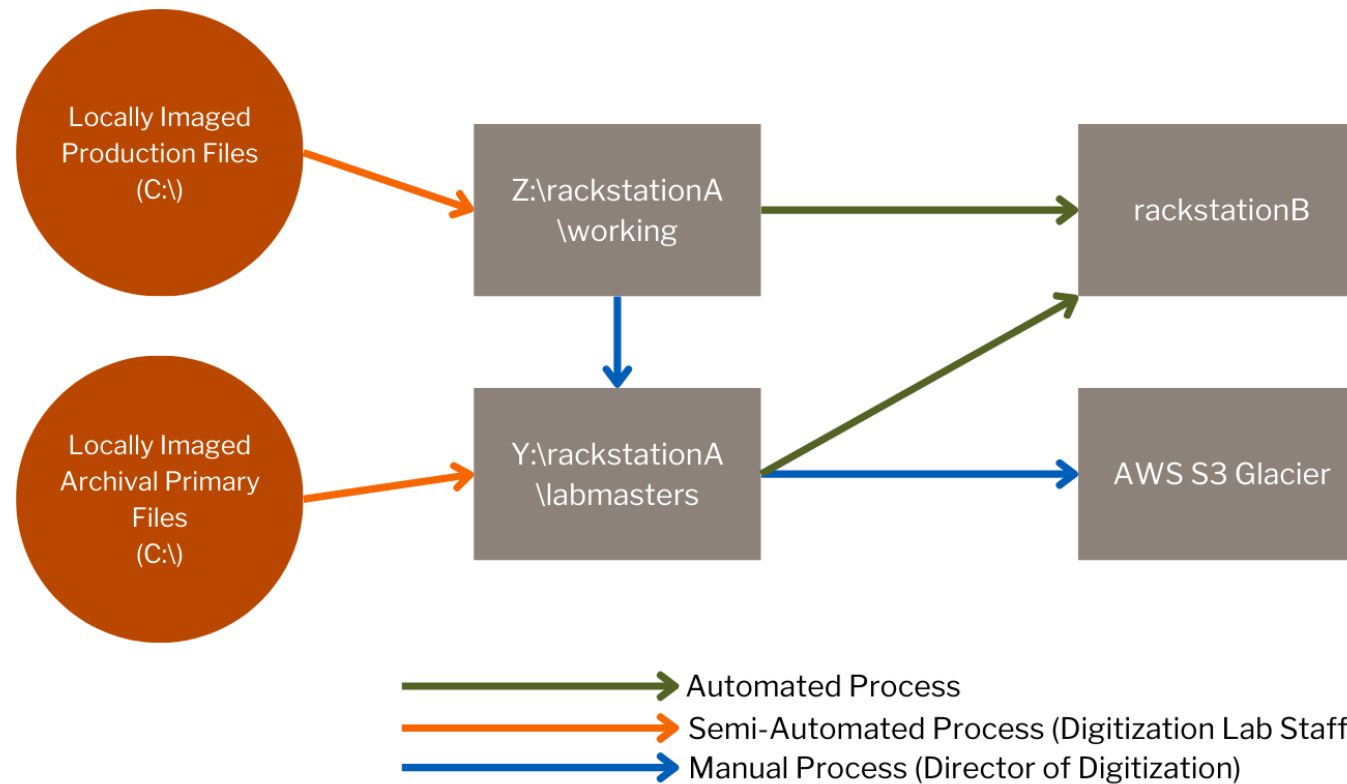 Locally Imaged
Production Files
(C:\)
Z:\rackstationA
\working
rackstationB
Locally Imaged
Archival Primary
Files
(C:\)
Y:\rackstationA
\labmasters
AWS S3 Glacier
Automated Process
Semi-Automated Process (Digitization Lab Staff
Manual Process (Director of Digitization)